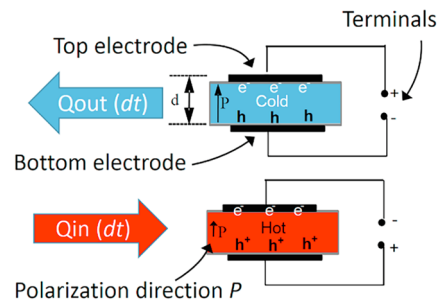 Terminals
Top electrode
e⁻ e⁻ e⁻
Qout (dt)
d
P
Cold
+
-
h h h
Bottom electrode
e⁻ e⁻ e⁻
Qin (dt)
P
Hot
-
+
h⁺ h⁺ h⁺
Polarization direction P